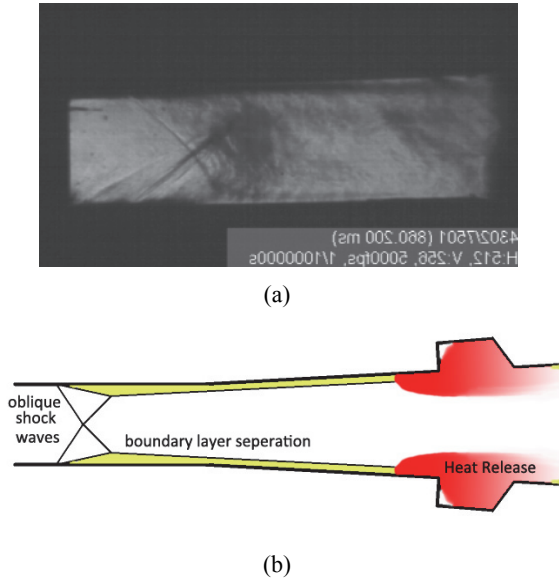 4302/7501 (860.200 ms)
H:512, V:256, 5000fps, 1/1000000s
(a)
oblique
shock
waves
boundary layer seperation
Heat Release
(b)